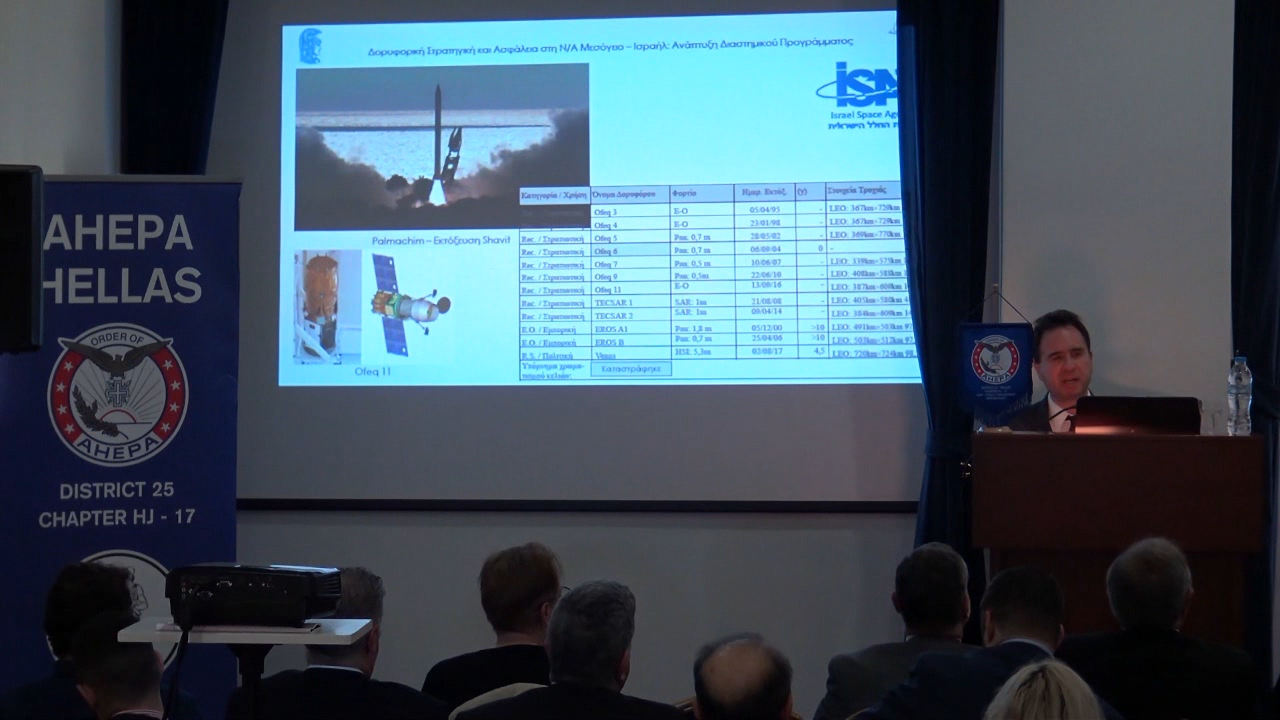 Δορυφορική Στρατηγική και Ασφάλεια στη Ν/Α Μεσόγειο – Ισραήλ: Ανάπτυξη Διαστημικού Προγράμματος
Israel Space Age
Palmachim – Εκτόξευση Shavit
Ofeq 11
Κατηγορία / Χρήση Όνομα Δορυφόρου Φορτίο Ημερ. Εκτόξ. (y) Στοιχεία Τροχιάς
Ofeq 3 E-O 05/04/95 - LEO: 367km×729km
Ofeq 4 E-O 23/01/98 - LEO: 367km×729km
Rec. / Στρατιωτική Ofeq 5 Pan: 0,7 m 28/05/02 - LEO: 369km×770km
Rec. / Στρατιωτική Ofeq 6 Pan: 0,7 m 06/09/04 0 -
Rec. / Στρατιωτική Ofeq 7 Pan: 0,5 m 10/06/07 - LEO: 339km×575km
Rec. / Στρατιωτική Ofeq 9 Pan: 0,5m 22/06/10 - LEO: 408km×588km
Rec. / Στρατιωτική Ofeq 11 E-O 13/09/16 - LEO: 387km×609km
Rec. / Στρατιωτική TECSAR 1 SAR: 1m 21/01/08 - LEO: 405km×580km
Rec. / Στρατιωτική TECSAR 2 SAR: 1m 09/04/14 - LEO: 384km×609km
E.O. / Εμπορική EROS A1 Pan: 1,8 m 05/12/00 >10 LEO: 491km×503km
E.O. / Εμπορική EROS B Pan: 0,7 m 25/04/06 >10 LEO: 503km×512km
R.S. / Πολιτική Venus HSI: 5,3m 02/08/17 4,5 LEO: 720km×724km
Υπόμνημα χρωματισμού κελιών: Καταστράφηκε
AHEPA
HELLAS
ORDER OF
AHEPA
DISTRICT 25
CHAPTER HJ - 17
AHEPA